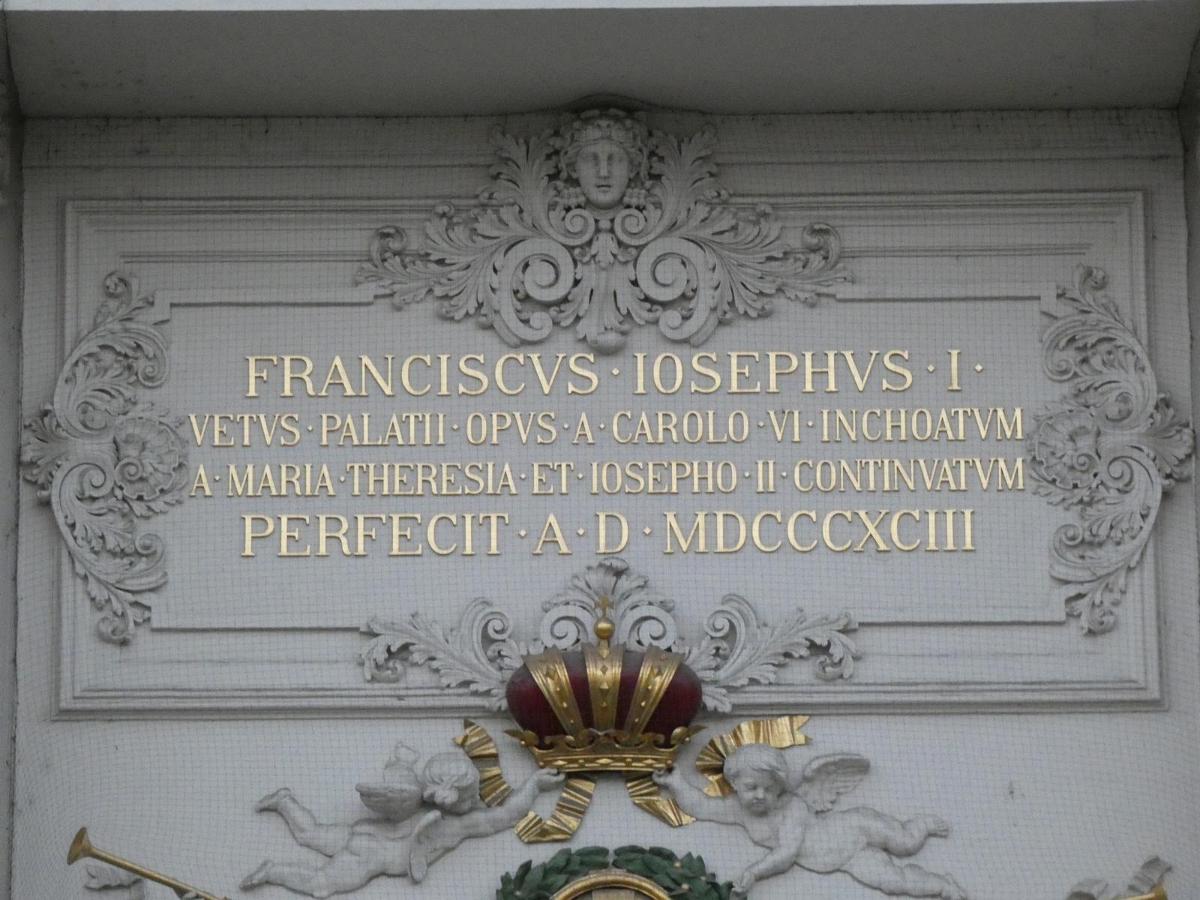 FRANCISCVS · IOSEPHVS · I ·
VETVS · PALATII · OPVS · A · CAROLO · VI · INCHOATVM
A · MARIA · THERESIA · ET · IOSEPHO · II · CONTINVATVM
PERFECIT · A · D · MDCCCXCIII